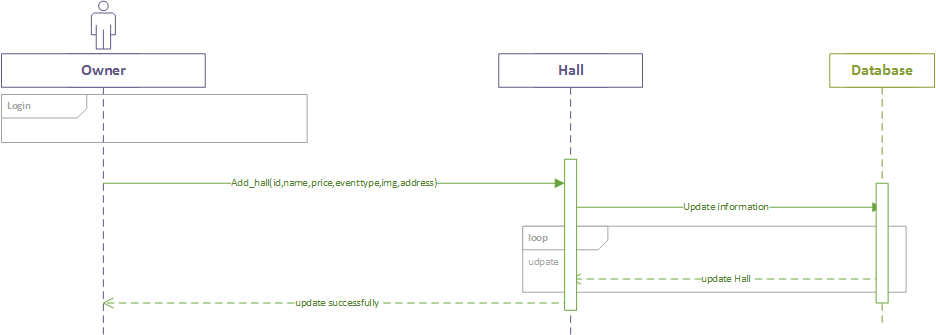 Owner
Hall
Database
Login
Add_hall(id,name,price,eventtype,img,address)
Update information
loop
udpate
update Hall
update successfully